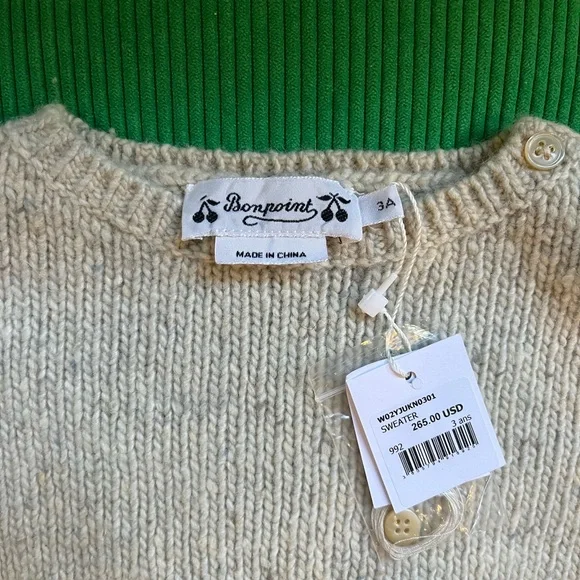 Bonpoint
3A
MADE IN CHINA
W02YJUKN0301
SWEATER
265.00 USD
992
3 ans